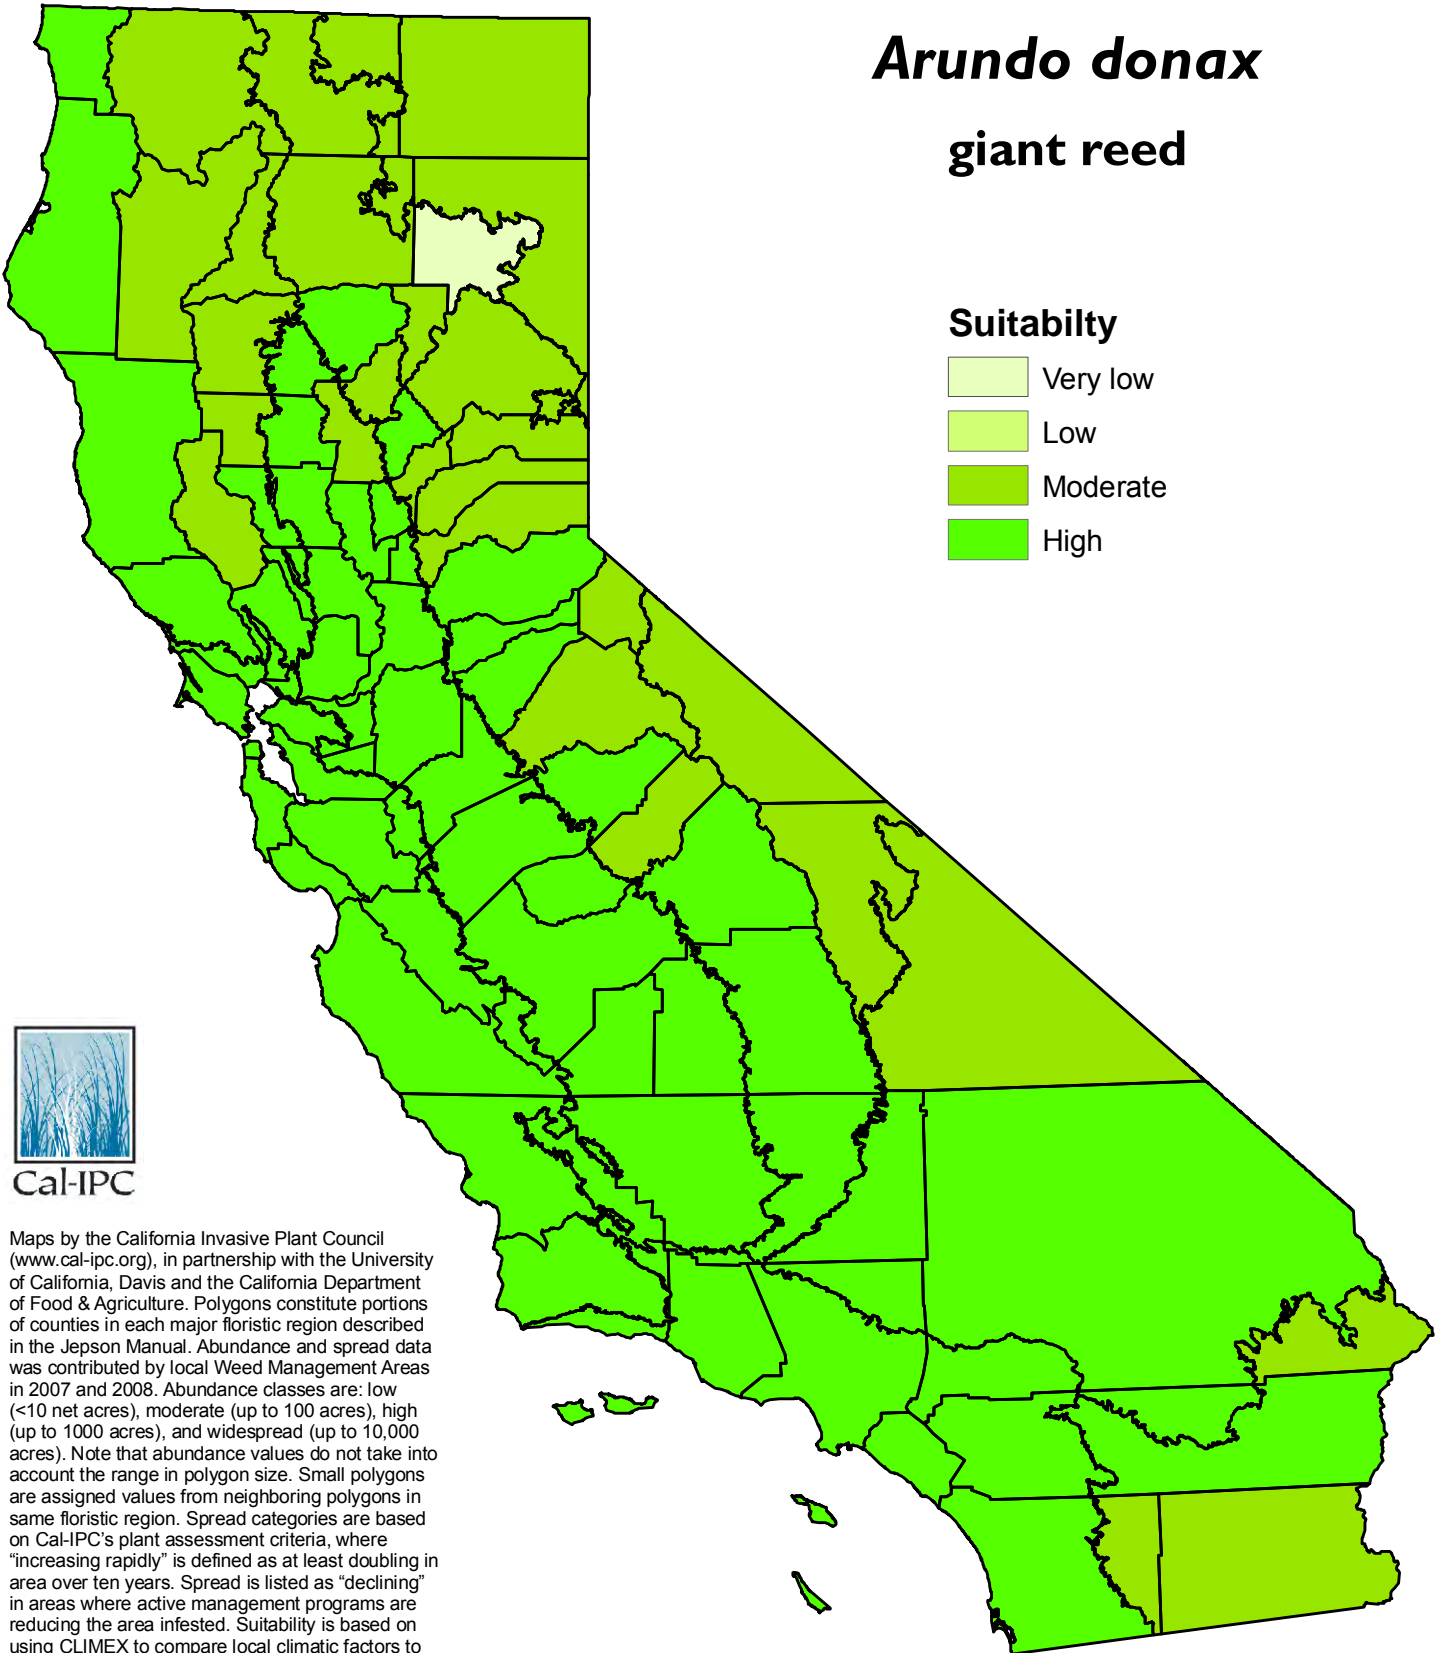 Arundo donax
giant reed
Suitabilty
Very low
Low
Moderate
High
Cal-IPC
Maps by the California Invasive Plant Council
(www.cal-ipc.org), in partnership with the University
of California, Davis and the California Department
of Food & Agriculture. Polygons constitute portions
of counties in each major floristic region described
in the Jepson Manual. Abundance and spread data
was contributed by local Weed Management Areas
in 2007 and 2008. Abundance classes are: low
(<10 net acres), moderate (up to 100 acres), high
(up to 1000 acres), and widespread (up to 10,000
acres). Note that abundance values do not take into
account the range in polygon size. Small polygons
are assigned values from neighboring polygons in
same floristic region. Spread categories are based
on Cal-IPC's plant assessment criteria, where
“increasing rapidly” is defined as at least doubling in
area over ten years. Spread is listed as “declining”
in areas where active management programs are
reducing the area infested. Suitability is based on
using CLIMEX to compare local climatic factors to